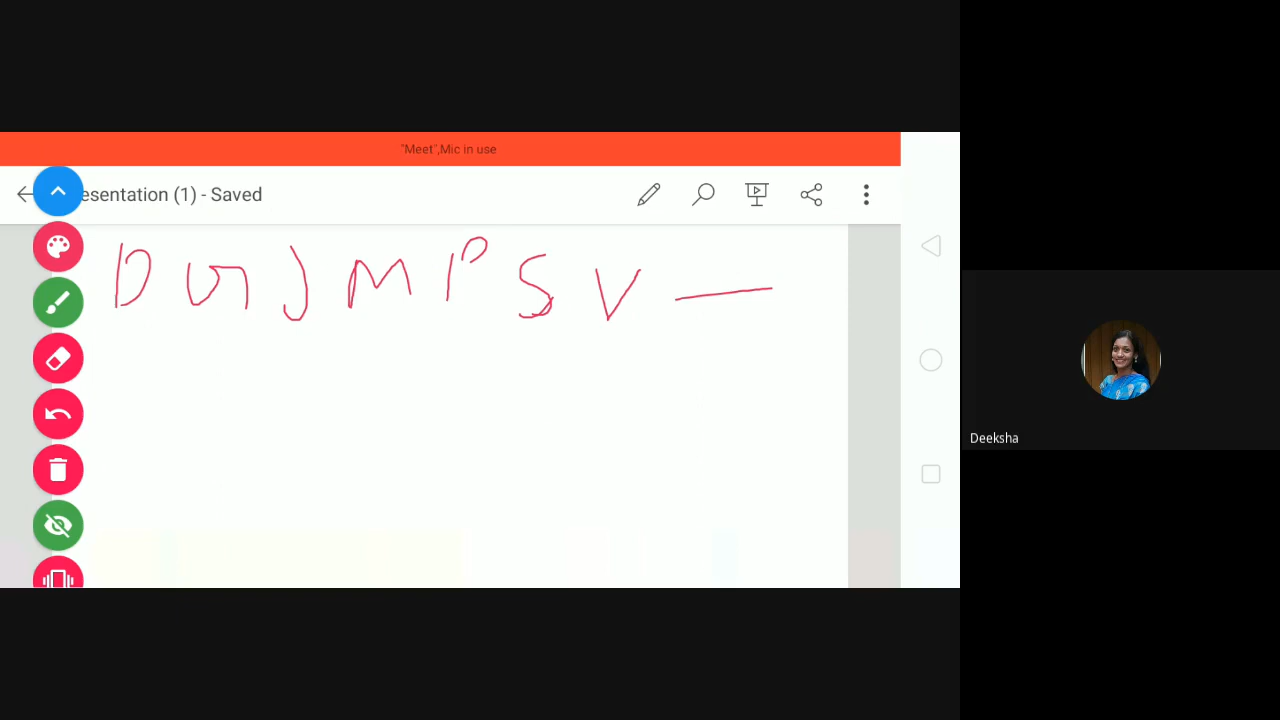 "Meet",Mic in use
esentation (1) - Saved
D G J M P S V —
Deeksha